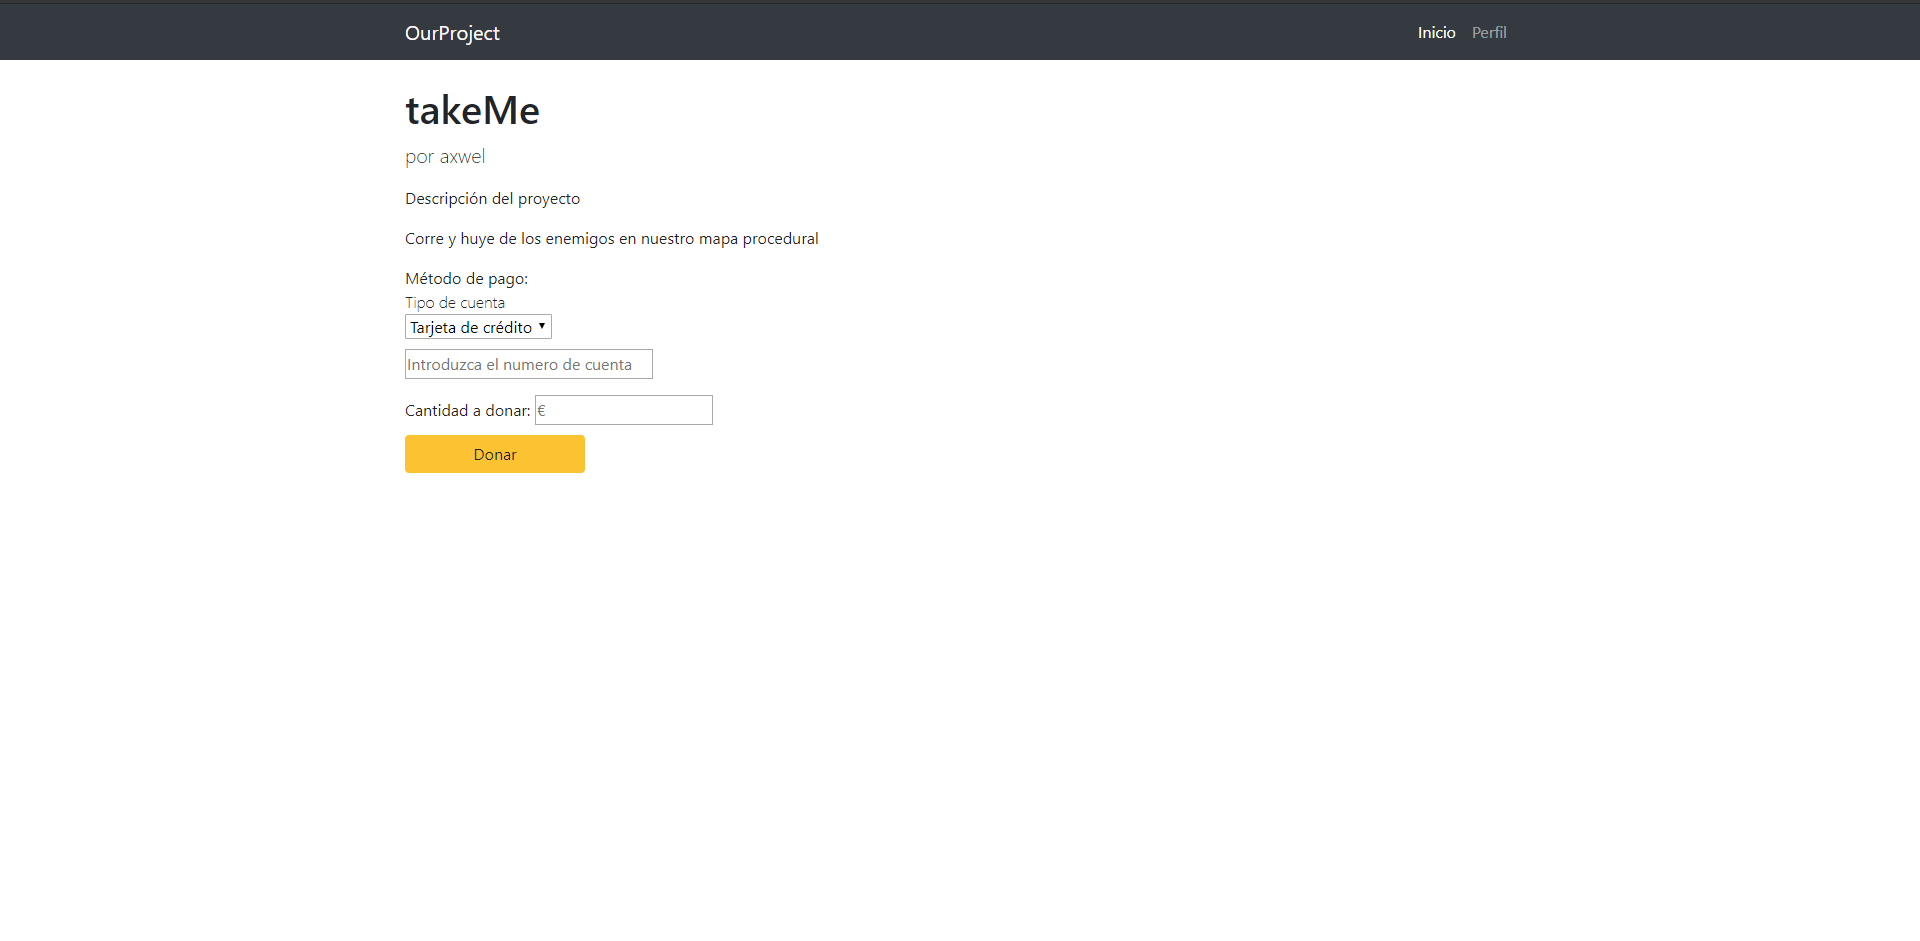 OurProject
Inicio Perfil
takeMe
por axwel
Descripción del proyecto
Corre y huye de los enemigos en nuestro mapa procedural
Método de pago:
Tipo de cuenta
Tarjeta de crédito
Introduzca el numero de cuenta
Cantidad a donar: €
Donar